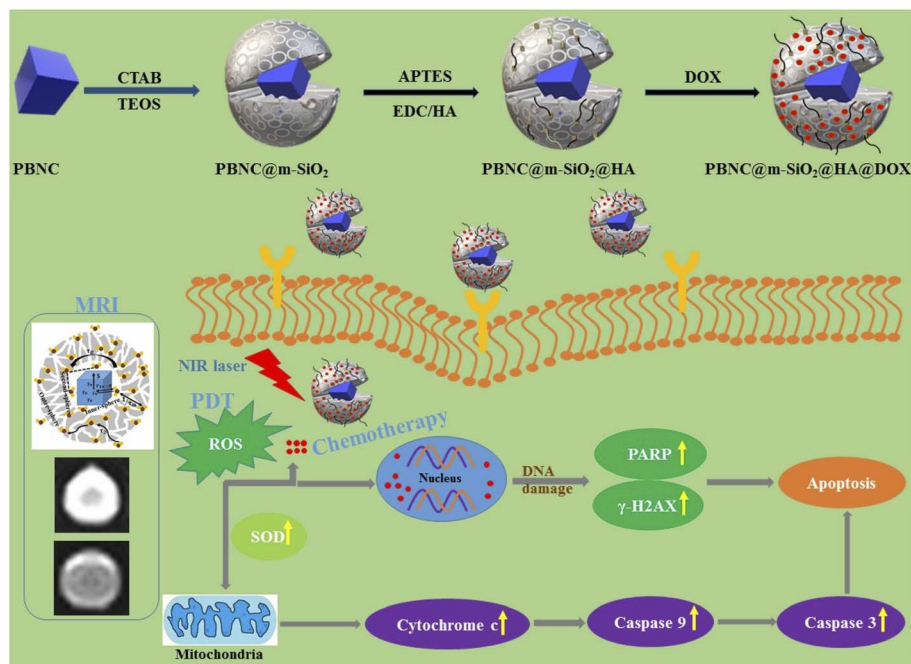 CTAB
TEOS
APTES
EDC/HA
DOX
PBNC
PBNC@m-SiO₂
PBNC@m-SiO₂@HA
PBNC@m-SiO₂@HA@DOX
MRI
NIR laser
PDT
ROS
Chemotherapy
Nucleus
DNA
damage
PARP
γ-H2AX
Apoptosis
SOD
Mitochondria
Cytochrome c
Caspase 9
Caspase 3